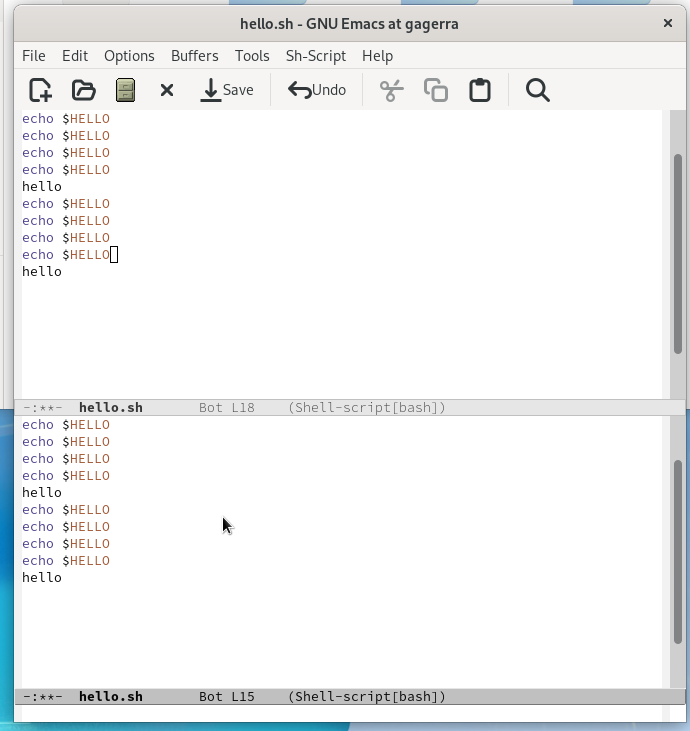 hello.sh - GNU Emacs at gagerra
File Edit Options Buffers Tools Sh-Script Help
Save Undo
echo $HELLO
echo $HELLO
echo $HELLO
echo $HELLO
hello
echo $HELLO
echo $HELLO
echo $HELLO
echo $HELLO
hello
-:**- hello.sh Bot L18 (Shell-script[bash])
echo $HELLO
echo $HELLO
echo $HELLO
echo $HELLO
hello
echo $HELLO
echo $HELLO
echo $HELLO
echo $HELLO
hello
-:**- hello.sh Bot L15 (Shell-script[bash])